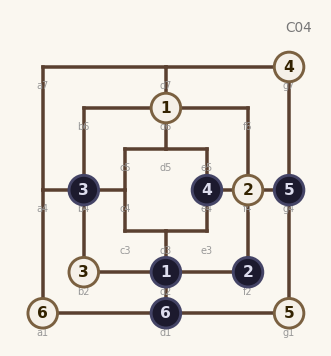 C04
4
a7 d7 g7
1
b6 d6 f6
c5 d5 e5
3 4 2 5
a4 b4 c4 e4 f4 g4
c3 d3 e3
3 1 2
b2 d2 f2
6 6 5
a1 d1 g1